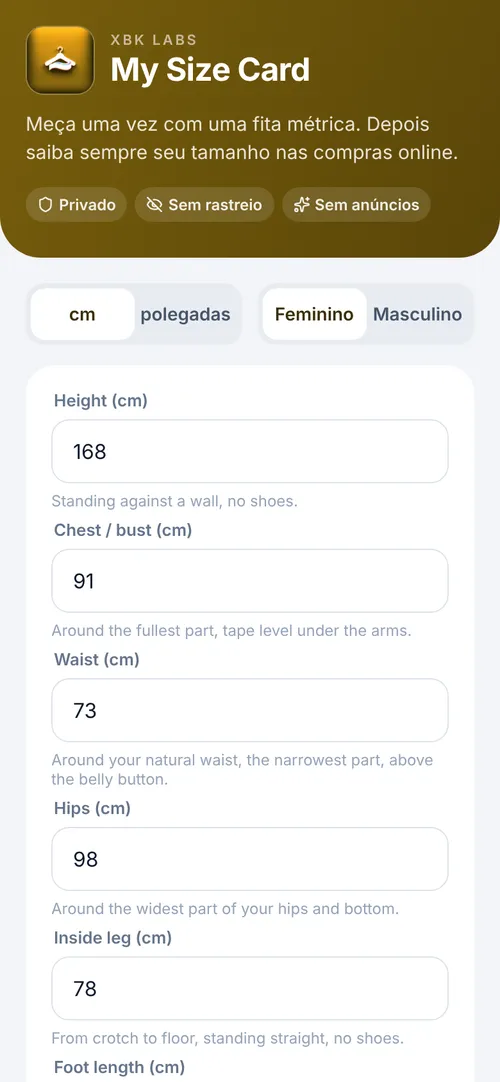 XBK LABS
My Size Card
Meça uma vez com uma fita métrica. Depois
saiba sempre seu tamanho nas compras online.
Privado
Sem rastreio
Sem anúncios
cm
polegadas
Feminino
Masculino
Height (cm)
168
Standing against a wall, no shoes.
Chest / bust (cm)
91
Around the fullest part, tape level under the arms.
Waist (cm)
73
Around your natural waist, the narrowest part, above
the belly button.
Hips (cm)
98
Around the widest part of your hips and bottom.
Inside leg (cm)
78
From crotch to floor, standing straight, no shoes.
Foot length (cm)